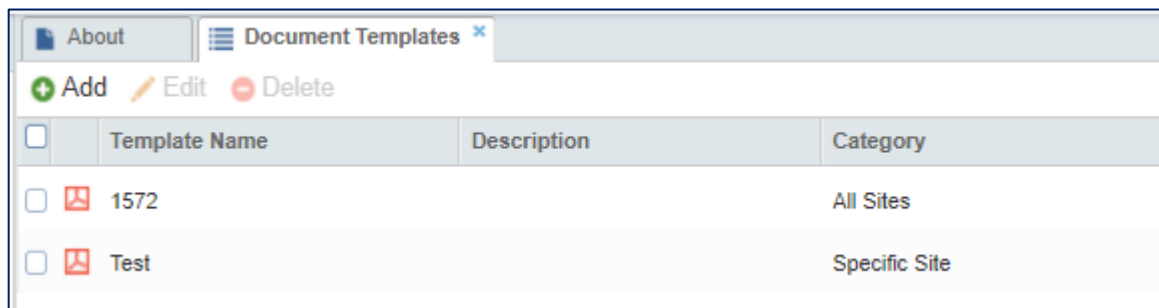 About Document Templates
Add Edit Delete
Template Name Description Category
1572 All Sites
Test Specific Site